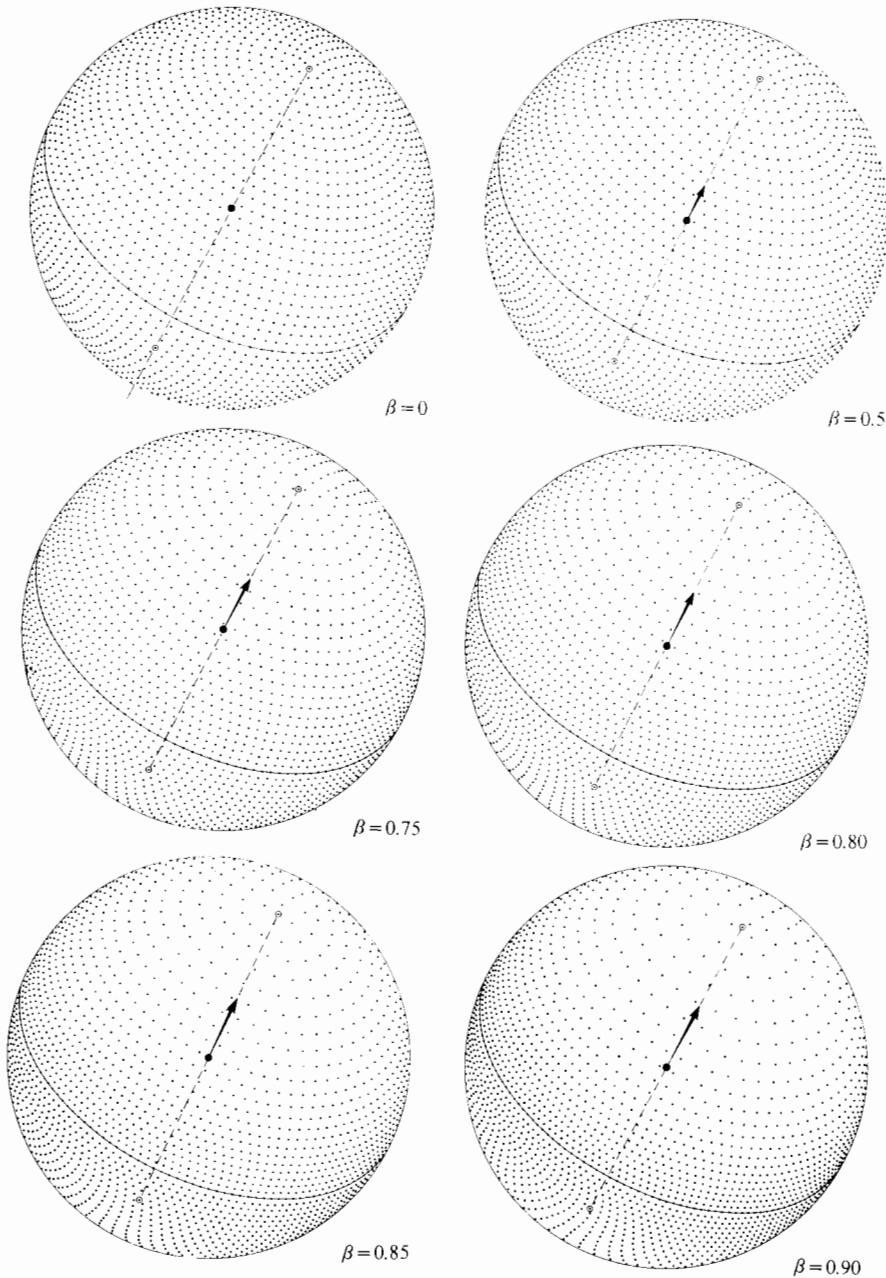 β = 0
β = 0.5
β = 0.75
β = 0.80
β = 0.85
β = 0.90